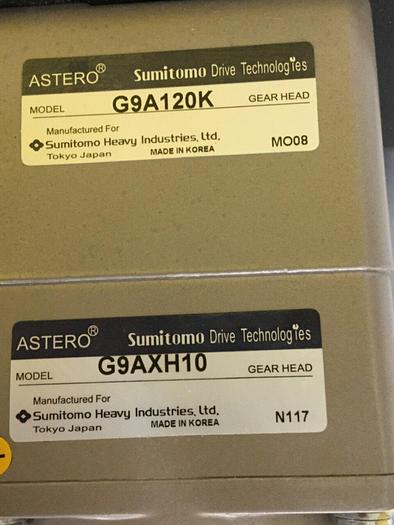 ASTERO® Sumitomo Drive Technologies
MODEL G9A120K GEAR HEAD
Manufactured For
Sumitomo Heavy Industries, Ltd.
Tokyo Japan MADE IN KOREA MO08
ASTERO® Sumitomo Drive Technologies
MODEL G9AXH10 GEAR HEAD
Manufactured For
Sumitomo Heavy Industries, Ltd.
Tokyo Japan MADE IN KOREA N117